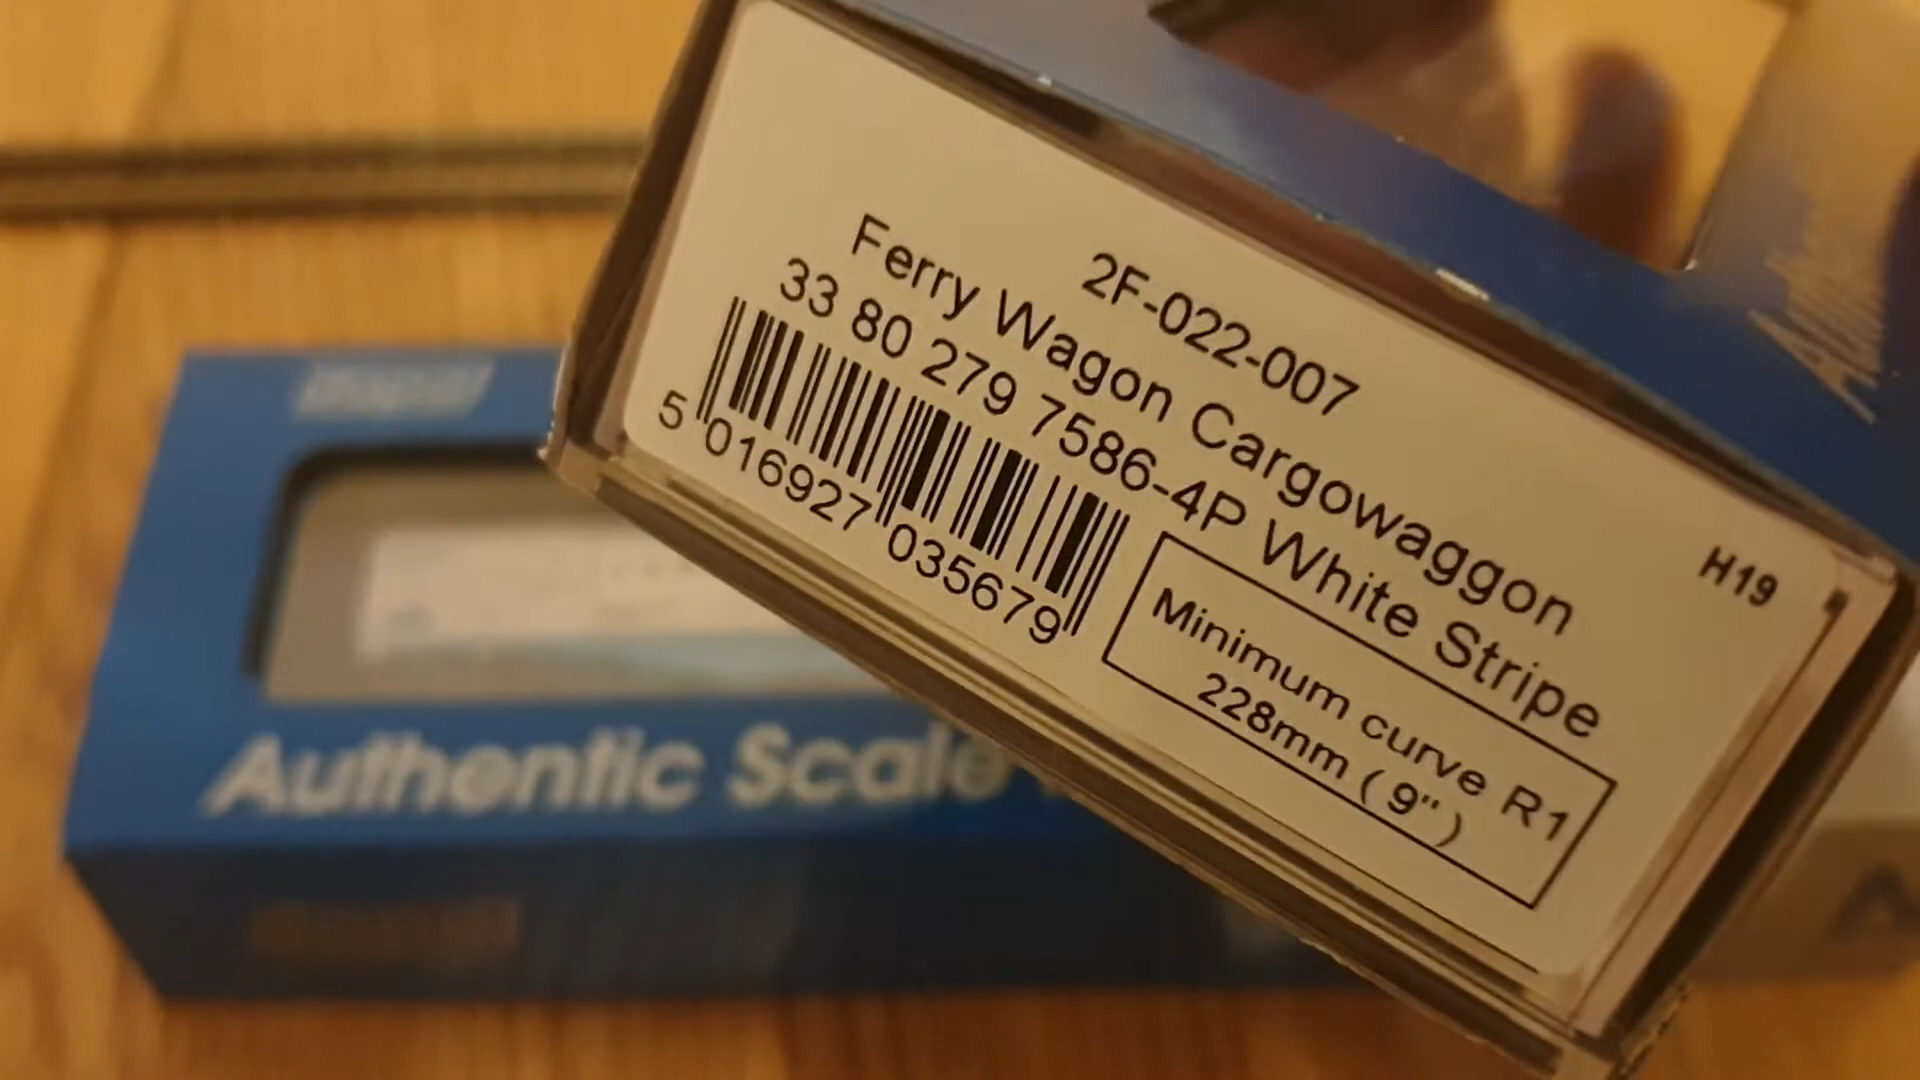 2F-022-007
Ferry Wagon Cargowaggon
33 80 279 7586-4P White Stripe
5 016927 035679
H19
Minimum curve R1
228mm ( 9" )
Authentic Scale